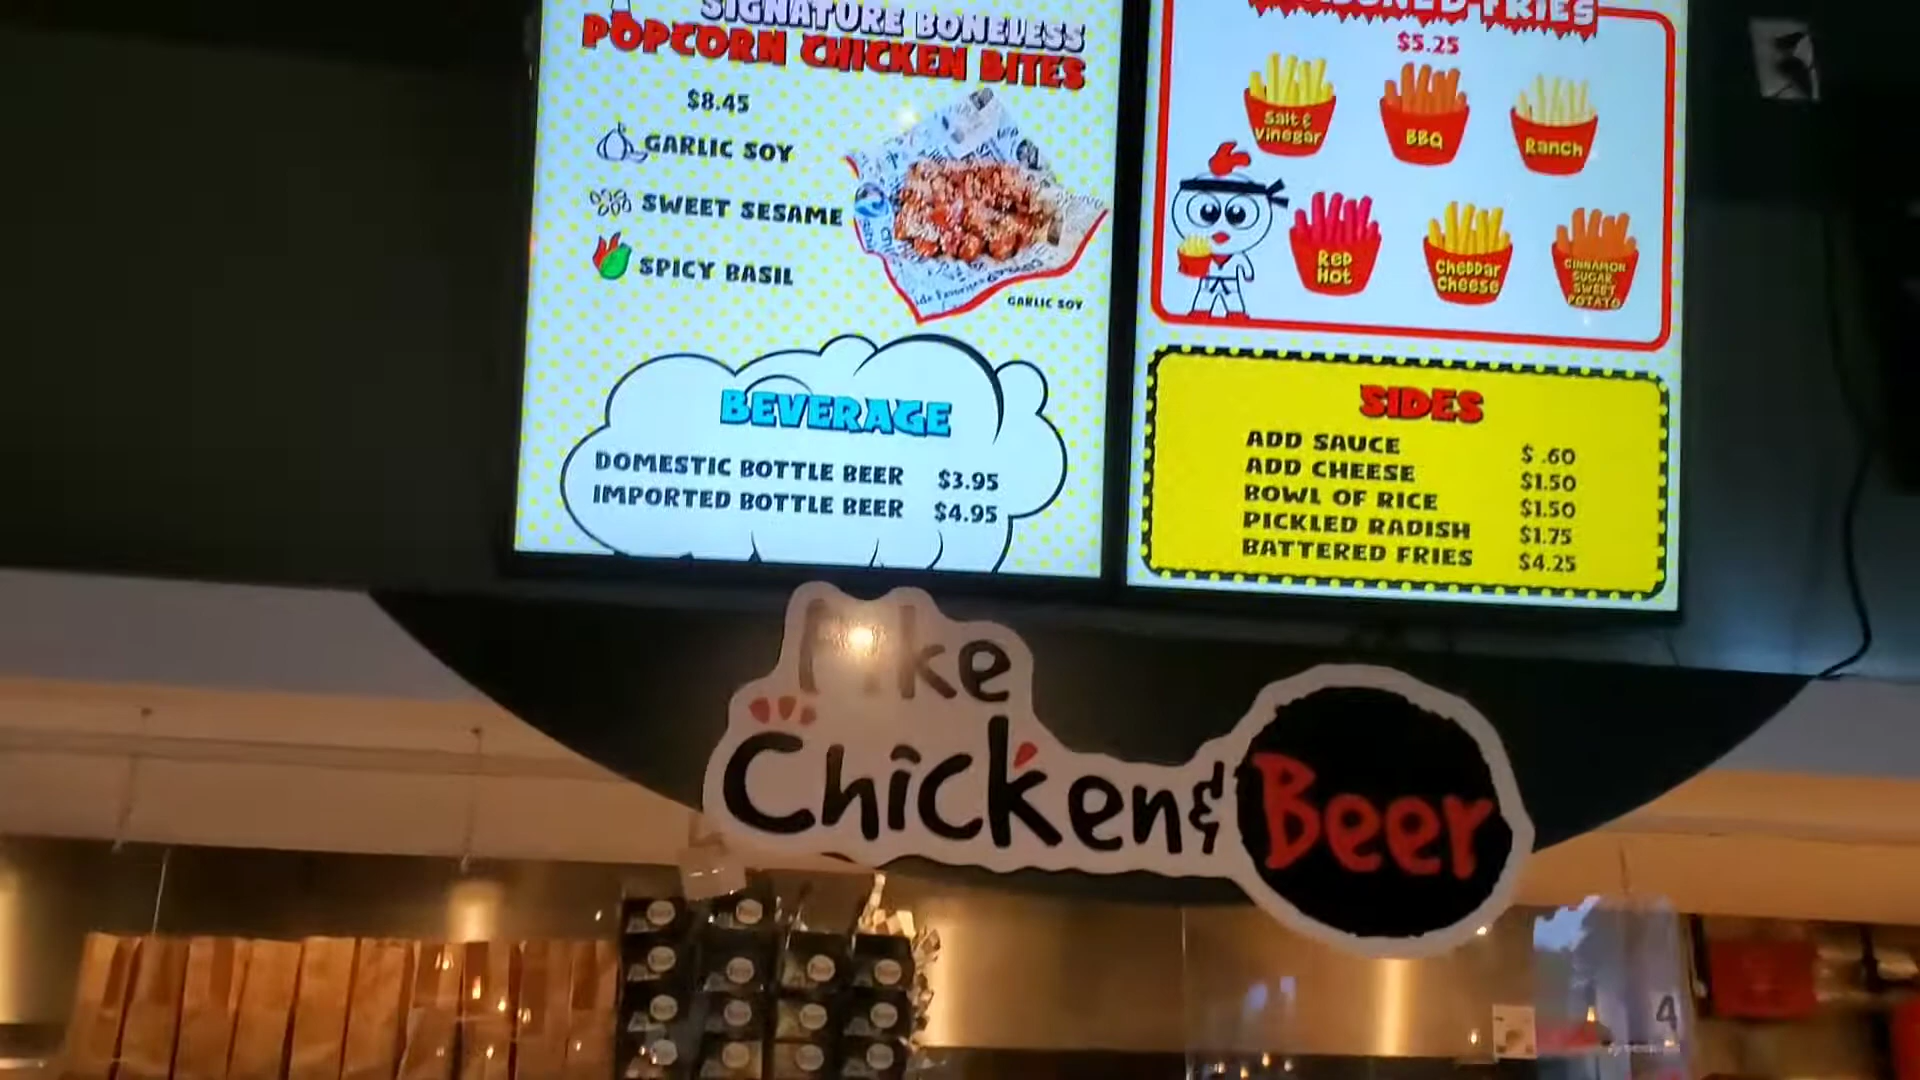 SIGNATURE BONELESS
POPCORN CHICKEN BITES
$8.45
GARLIC SOY
SWEET SESAME
SPICY BASIL
GARLIC SOY
BEVERAGE
DOMESTIC BOTTLE BEER $3.95
IMPORTED BOTTLE BEER $4.95
$5.25
Salt &
Vinegar
BBQ
Ranch
Red
Hot
Cheddar
Cheese
CINNAMON
SUGAR
SWEET
POTATO
SIDES
ADD SAUCE $ .60
ADD CHEESE $1.50
BOWL OF RICE $1.50
PICKLED RADISH $1.75
BATTERED FRIES $4.25
Chicken & Beer
4